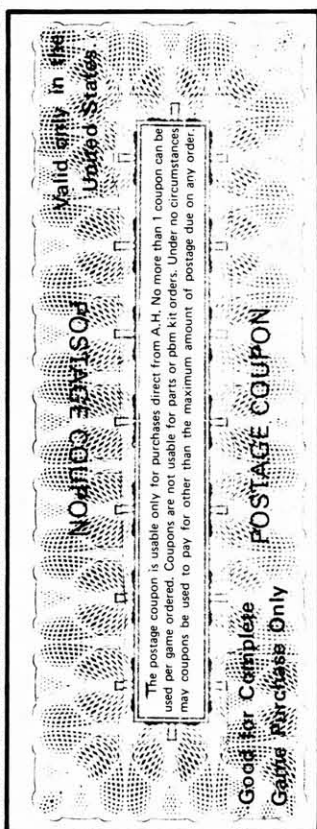 Valid only in the
United States
POSTAGE COUPON
The postage coupon is usable only for purchases direct from A.H. No more than 1 coupon can be
used per game ordered. Coupons are not usable for parts or pbm kit orders. Under no circumstances
may coupons be used to pay for other than the maximum amount of postage due on any order.
POSTAGE COUPON
Good for Complete
Game Purchase Only